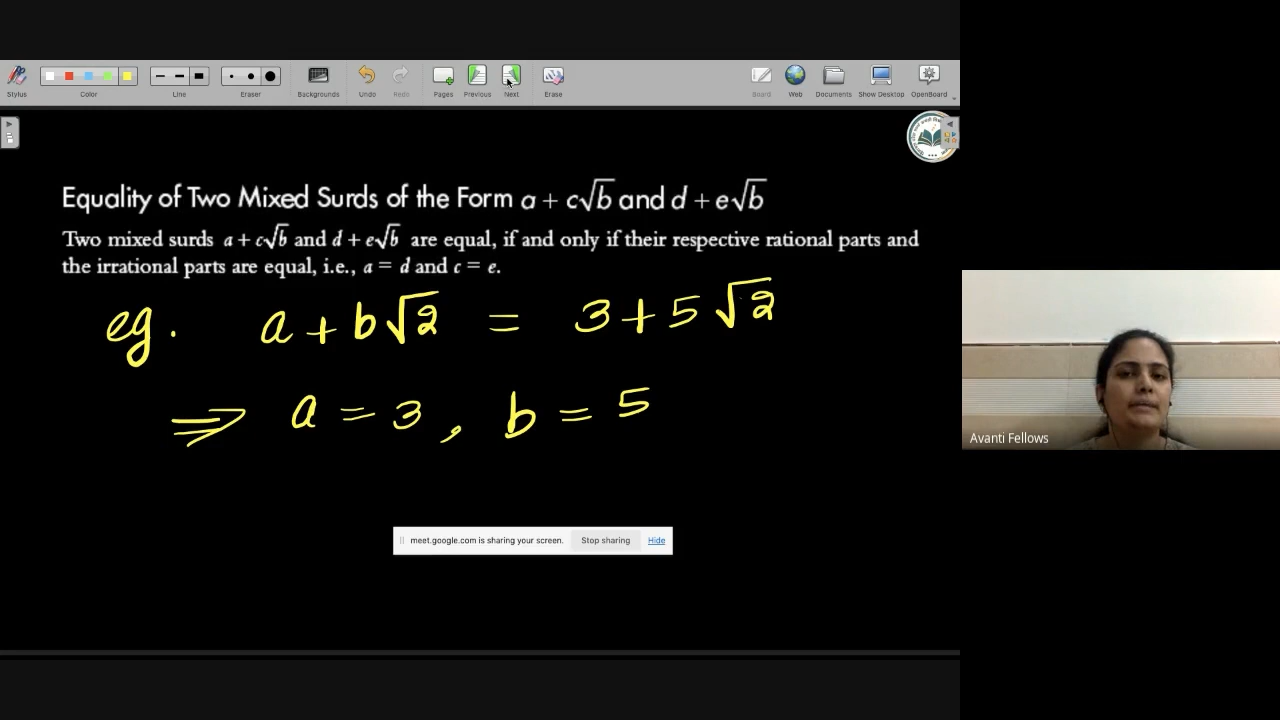 Stylus Color Line Eraser Backgrounds Undo Redo Pages Previous Next Erase Board Web Documents Show Desktop OpenBoard
Equality of Two Mixed Surds of the Form a + c√b and d + e√b
Two mixed surds a + c√b and d + e√b are equal, if and only if their respective rational parts and
the irrational parts are equal, i.e., a = d and c = e.
eg. a + b√2 = 3 + 5√2
⇒ a = 3, b = 5
Avanti Fellows
meet.google.com is sharing your screen. Stop sharing Hide